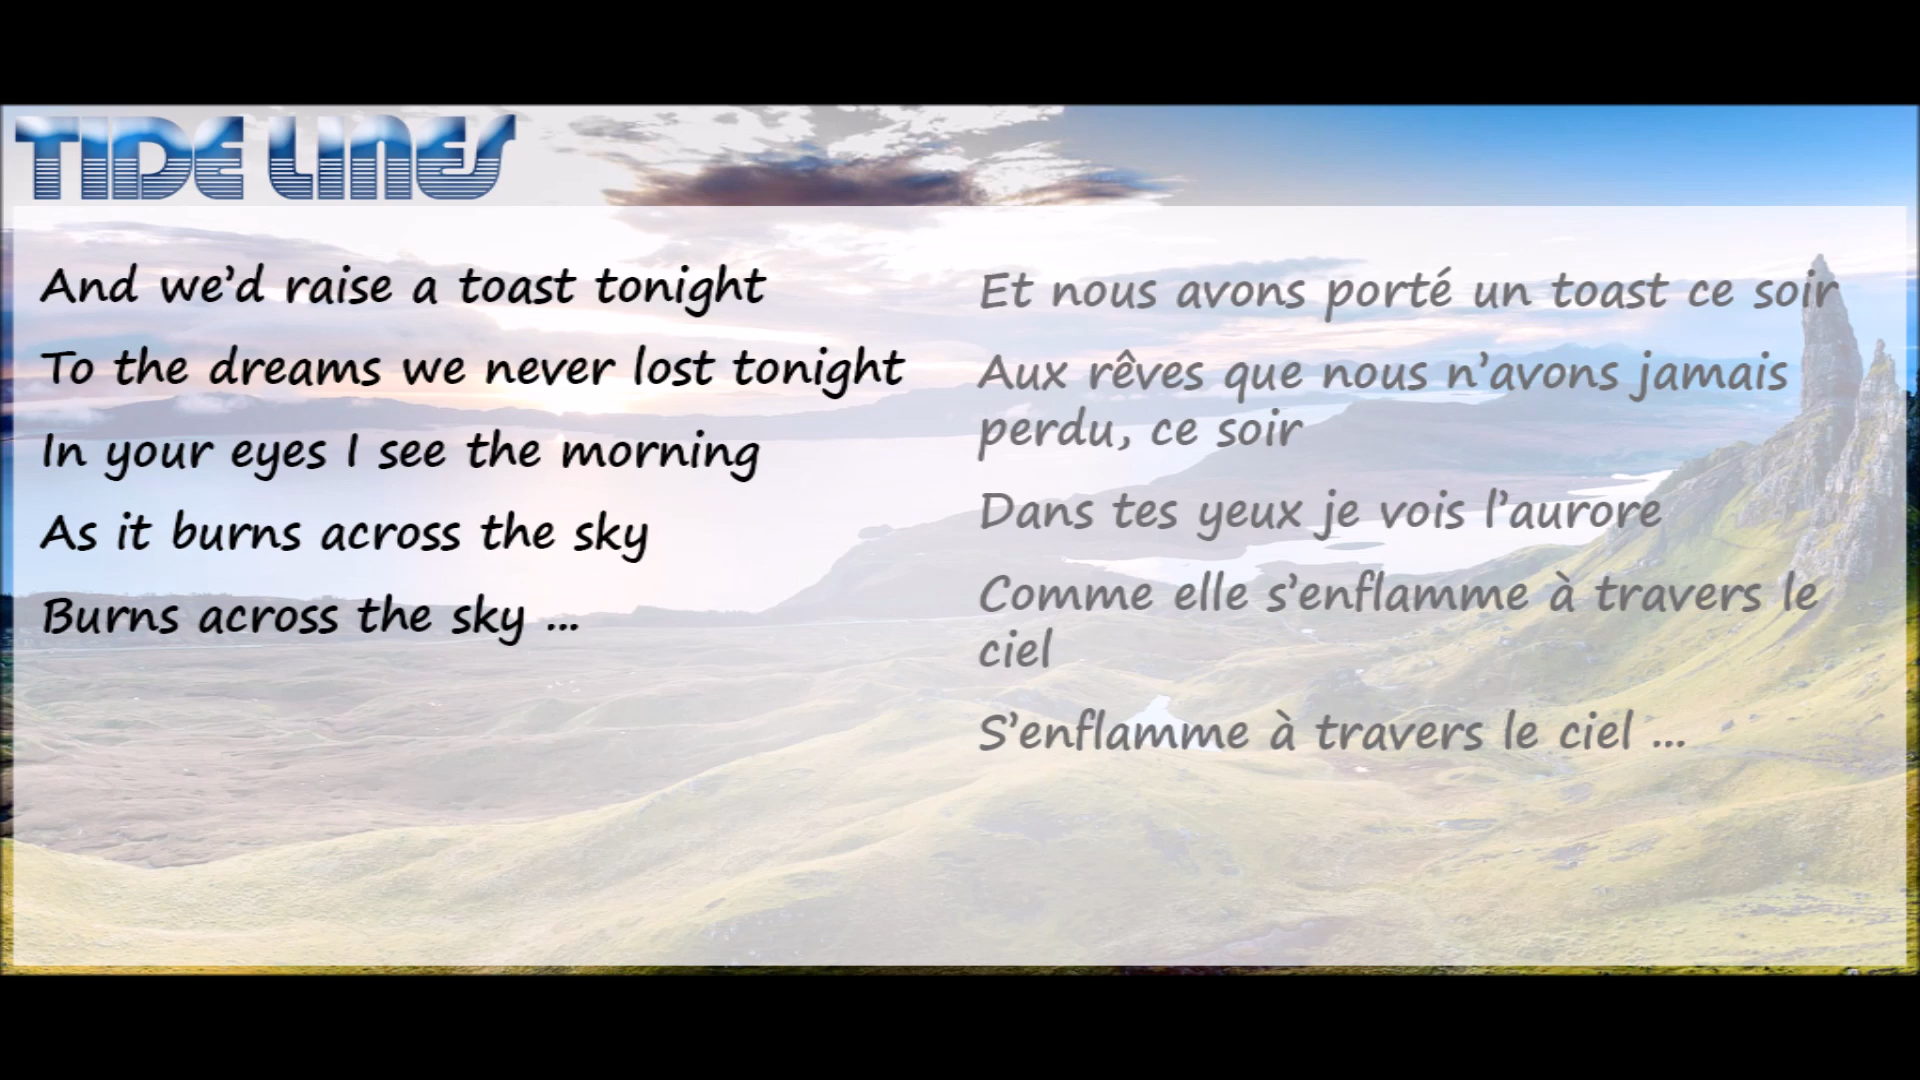 TIDE LINES
And we’d raise a toast tonight
To the dreams we never lost tonight
In your eyes I see the morning
As it burns across the sky
Burns across the sky ...
Et nous avons porté un toast ce soir
Aux rêves que nous n’avons jamais
perdu, ce soir
Dans tes yeux je vois l’aurore
Comme elle s’enflamme à travers le
ciel
S’enflamme à travers le ciel ...